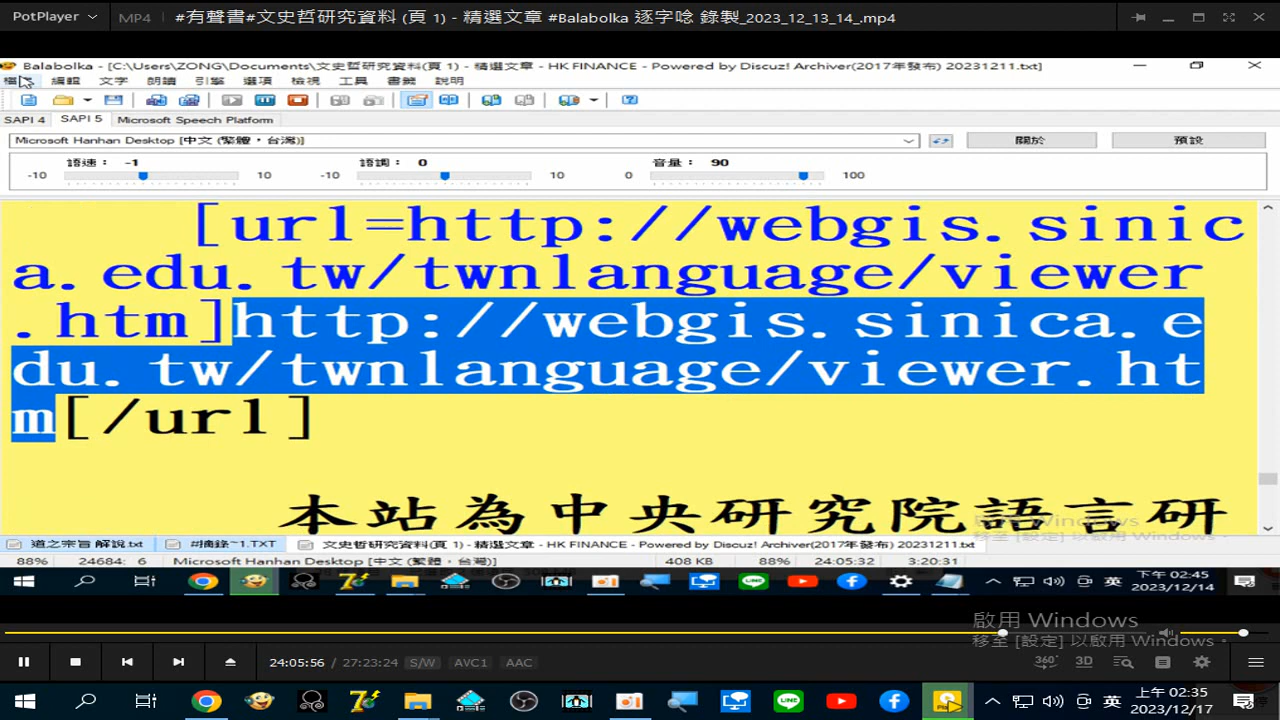 PotPlayer MP4 #有聲書#文史哲研究資料 (頁 1) - 精選文章 #Balabolka 逐字唸 錄製_2023_12_13_14_.mp4
Balabolka - [C:\Users\ZONG\Documents\文史哲研究資料(頁 1) - 精選文章 - HK FINANCE - Powered by Discuz! Archiver(2017年發布) 20231211.txt]
檔案 編輯 文字 朗讀 引擎 選項 檢視 工具 書籤 說明
SAPI 4 SAPI 5 Microsoft Speech Platform
Microsoft Hanhan Desktop [中文 (繁體，台灣)] 關於 預設
語速： -1 語調： 0 音量： 90
-10 10 -10 10 0 100
[url=http://webgis.sinic
a.edu.tw/twnlanguage/viewer
.htm]http://webgis.sinica.e
du.tw/twnlanguage/viewer.ht
m[/url]
本站為中央研究院語言研
啟用 Windows
移至 [設定] 以啟用 Windows。
道之宗旨 解說.txt #摘錄~1.TXT 文史哲研究資料(頁 1) - 精選文章 - HK FINANCE - Powered by Discuz! Archiver(2017年發布) 20231211.txt
88% 24684: 6 Microsoft Hanhan Desktop [中文 (繁體，台灣)] 408 KB 88% 24:05:32 3:20:31
英 下午 02:45
2023/12/14
啟用 Windows
移至 [設定] 以啟用 Windows。
24:05:56 / 27:23:24 S/W AVC1 AAC 360° 3D
英 上午 02:35
2023/12/17